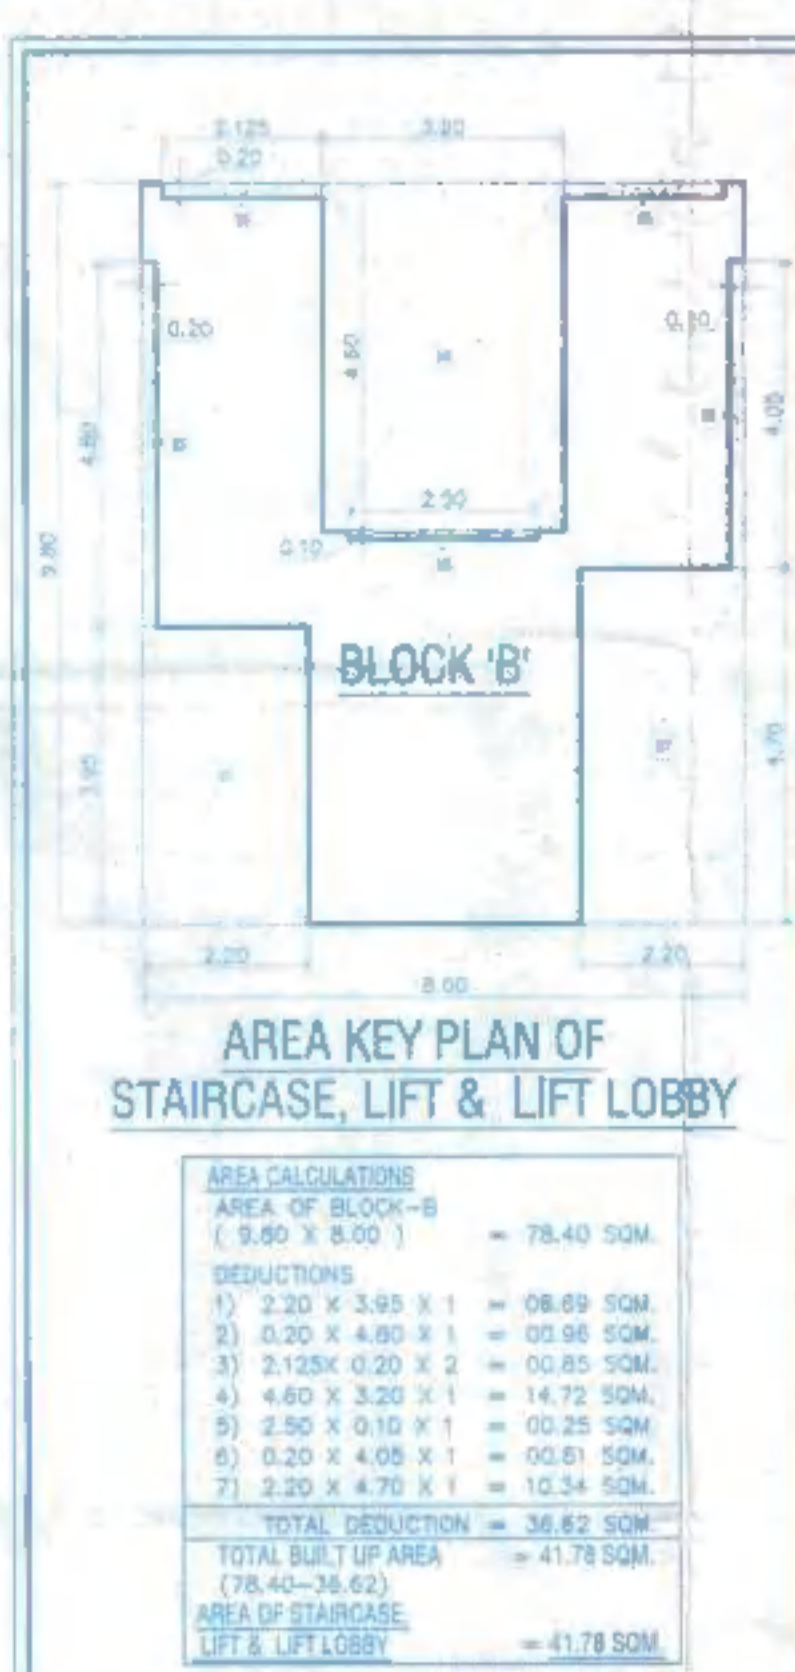 2.125 3.20
0.20
0.20 0.20
4.60
4.80 4.05
2.50
9.80
0.10
BLOCK 'B'
3.95 4.70
2.20 2.20
8.00
AREA KEY PLAN OF
STAIRCASE, LIFT & LIFT LOBBY
AREA CALCULATIONS
AREA OF BLOCK-B
( 9.80 X 8.00 ) = 78.40 SQM.
DEDUCTIONS
1) 2.20 X 3.95 X 1 = 08.69 SQM.
2) 0.20 X 4.80 X 1 = 00.96 SQM.
3) 2.125X 0.20 X 2 = 00.85 SQM.
4) 4.60 X 3.20 X 1 = 14.72 SQM.
5) 2.50 X 0.10 X 1 = 00.25 SQM
6) 0.20 X 4.05 X 1 = 00.81 SQM.
7) 2.20 X 4.70 X 1 = 10.34 SQM.
TOTAL DEDUCTION = 36.62 SQM
TOTAL BUILT UP AREA = 41.78 SQM.
(78.40-36.62)
AREA OF STAIRCASE,
LIFT & LIFT LOBBY = 41.78 SQM.